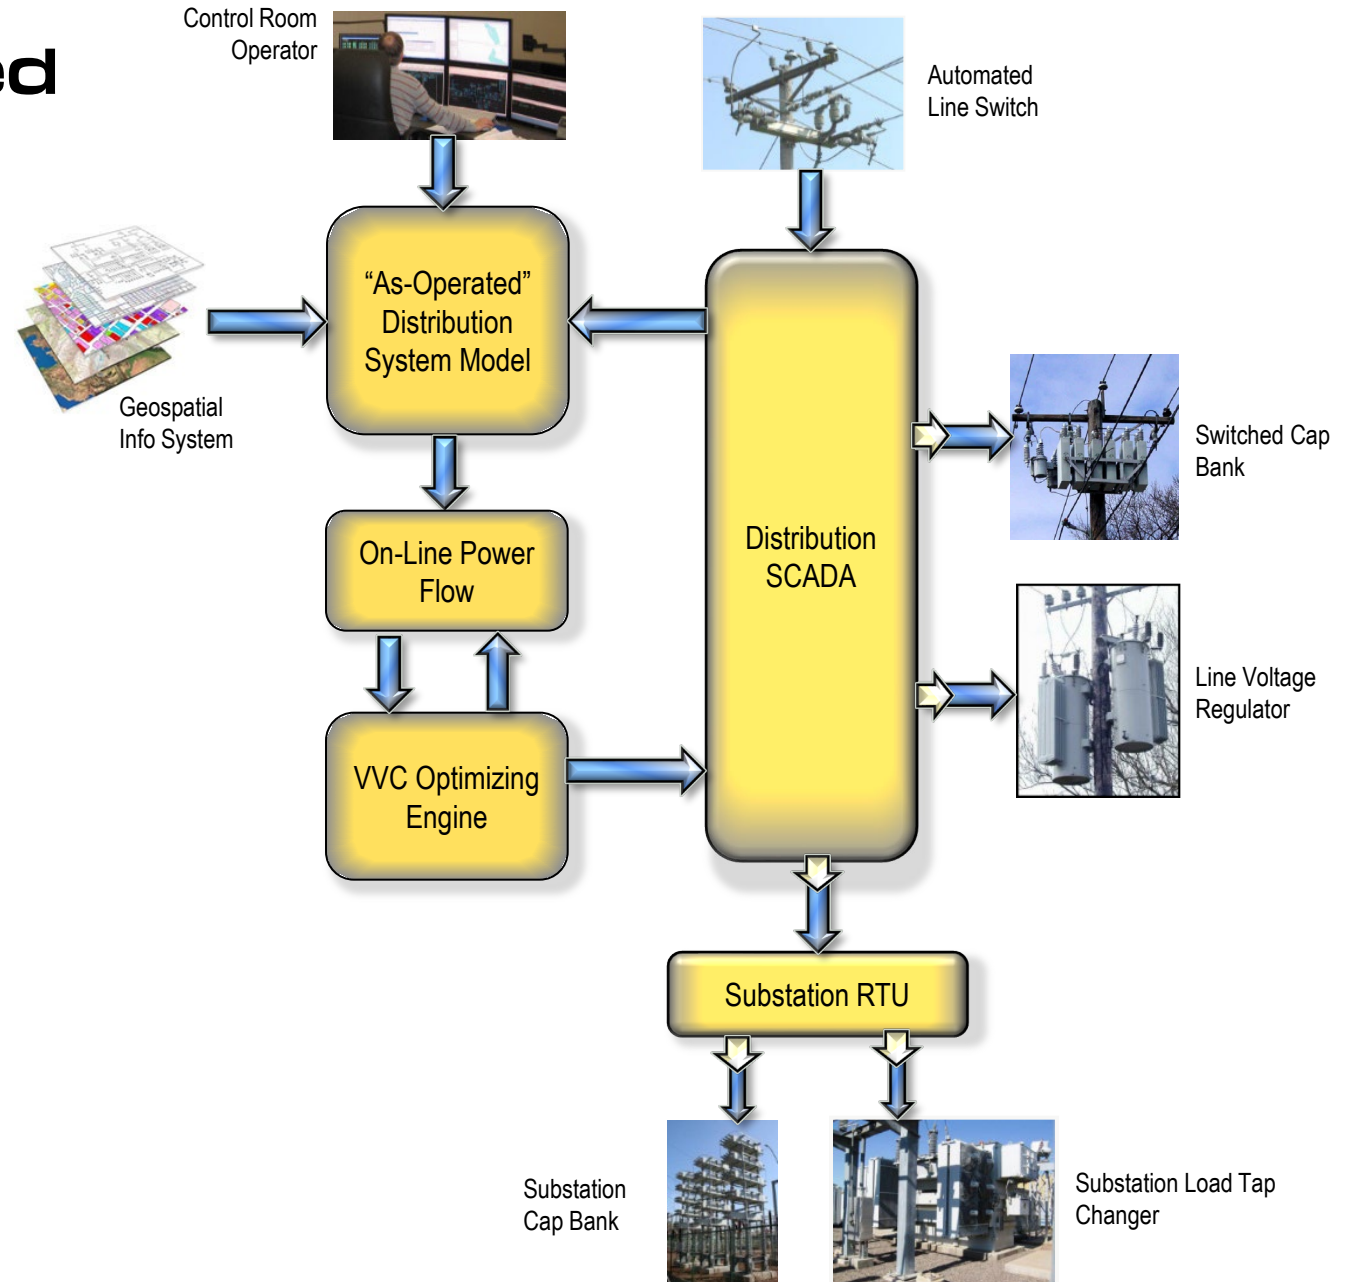 ed
Control Room
Operator
Automated
Line Switch
“As-Operated”
Distribution
System Model
Geospatial
Info System
Switched Cap
Bank
On-Line Power
Flow
Distribution
SCADA
Line Voltage
Regulator
VVC Optimizing
Engine
Substation RTU
Substation
Cap Bank
Substation Load Tap
Changer